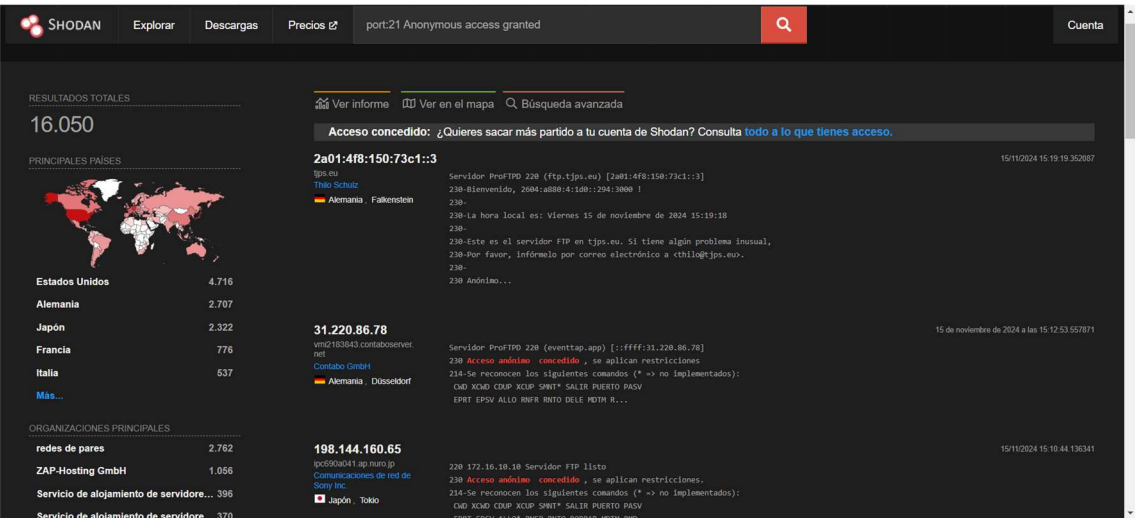 SHODAN Explorar Descargas Precios port:21 Anonymous access granted Cuenta
RESULTADOS TOTALES
16.050
PRINCIPALES PAÍSES
Estados Unidos 4.716
Alemania 2.707
Japón 2.322
Francia 776
Italia 537
Más...
ORGANIZACIONES PRINCIPALES
redes de pares 2.762
ZAP-Hosting GmbH 1.056
Servicio de alojamiento de servidore... 396
Servicio de alojamiento de servidore... 370
Ver informe Ver en el mapa Búsqueda avanzada
Acceso concedido: ¿Quieres sacar más partido a tu cuenta de Shodan? Consulta todo a lo que tienes acceso.
2a01:4f8:150:73c1::3
15/11/2024 15:19:19.352087
tjps.eu
Thilo Schulz
Alemania , Falkenstein
Servidor ProFTPD 220 (ftp.tjps.eu) [2a01:4f8:150:73c1::3]
230-Bienvenido, 2604:a880:4:1d0::294:3000 !
230-
230-La hora local es: Viernes 15 de noviembre de 2024 15:19:18
230-
230-Este es el servidor FTP en tjps.eu. Si tiene algún problema inusual,
230-Por favor, infórmelo por correo electrónico a <thilo@tjps.eu>.
230-
230 Anónimo...
31.220.86.78
15 de noviembre de 2024 a las 15:12:53.557871
vmi2183843.contaboserver.
net
Contabo GmbH
Alemania , Düsseldorf
Servidor ProFTPD 220 (eventtap.app) [::ffff:31.220.86.78]
230 Acceso anónimo concedido , se aplican restricciones
214-Se reconocen los siguientes comandos (* => no implementados):
CWD XCWD CDUP XCUP SMNT* SALIR PUERTO PASV
EPRT EPSV ALLO RNFR RNTO DELE MDTM R...
198.144.160.65
15/11/2024 15:10:44.136341
ipc690a041.ap.nuro.jp
Comunicaciones de red de
Sony Inc.
Japón , Tokio
220 172.16.10.10 Servidor FTP listo
230 Acceso anónimo concedido , se aplican restricciones.
214-Se reconocen los siguientes comandos (* => no implementados):
CWD XCWD CDUP XCUP SMNT* SALIR PUERTO PASV